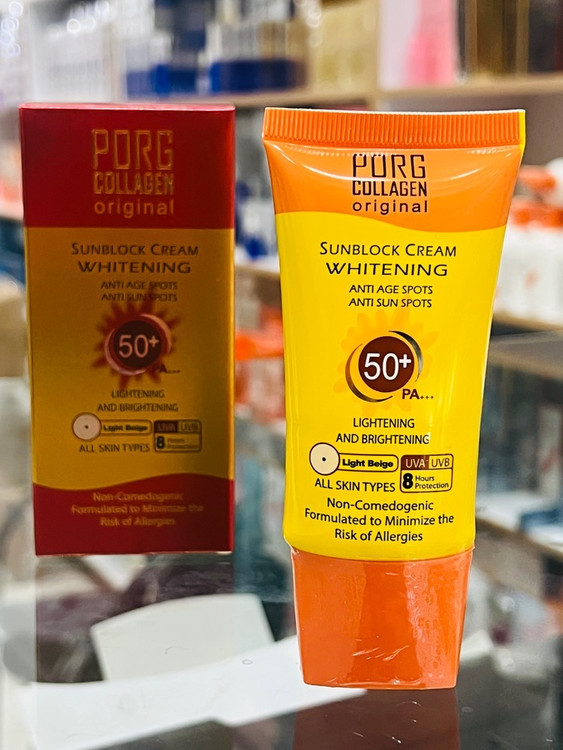 PORG
COLLAGEN
original
SUNBLOCK CREAM
WHITENING
ANTI AGE SPOTS
ANTI SUN SPOTS
50+
PA...
LIGHTENING
AND BRIGHTENING
Light Beige
UVA UVB
ALL SKIN TYPES
8 Hours
Protection
Non-Comedogenic
Formulated to Minimize the
Risk of Allergies
PORG
COLLAGEN
original
SUNBLOCK CREAM
WHITENING
ANTI AGE SPOTS
ANTI SUN SPOTS
50+
PA...
LIGHTENING
AND BRIGHTENING
Light Beige
UVA UVB
ALL SKIN TYPES
8 Hours
Protection
Non-Comedogenic
Formulated to Minimize the
Risk of Allergies